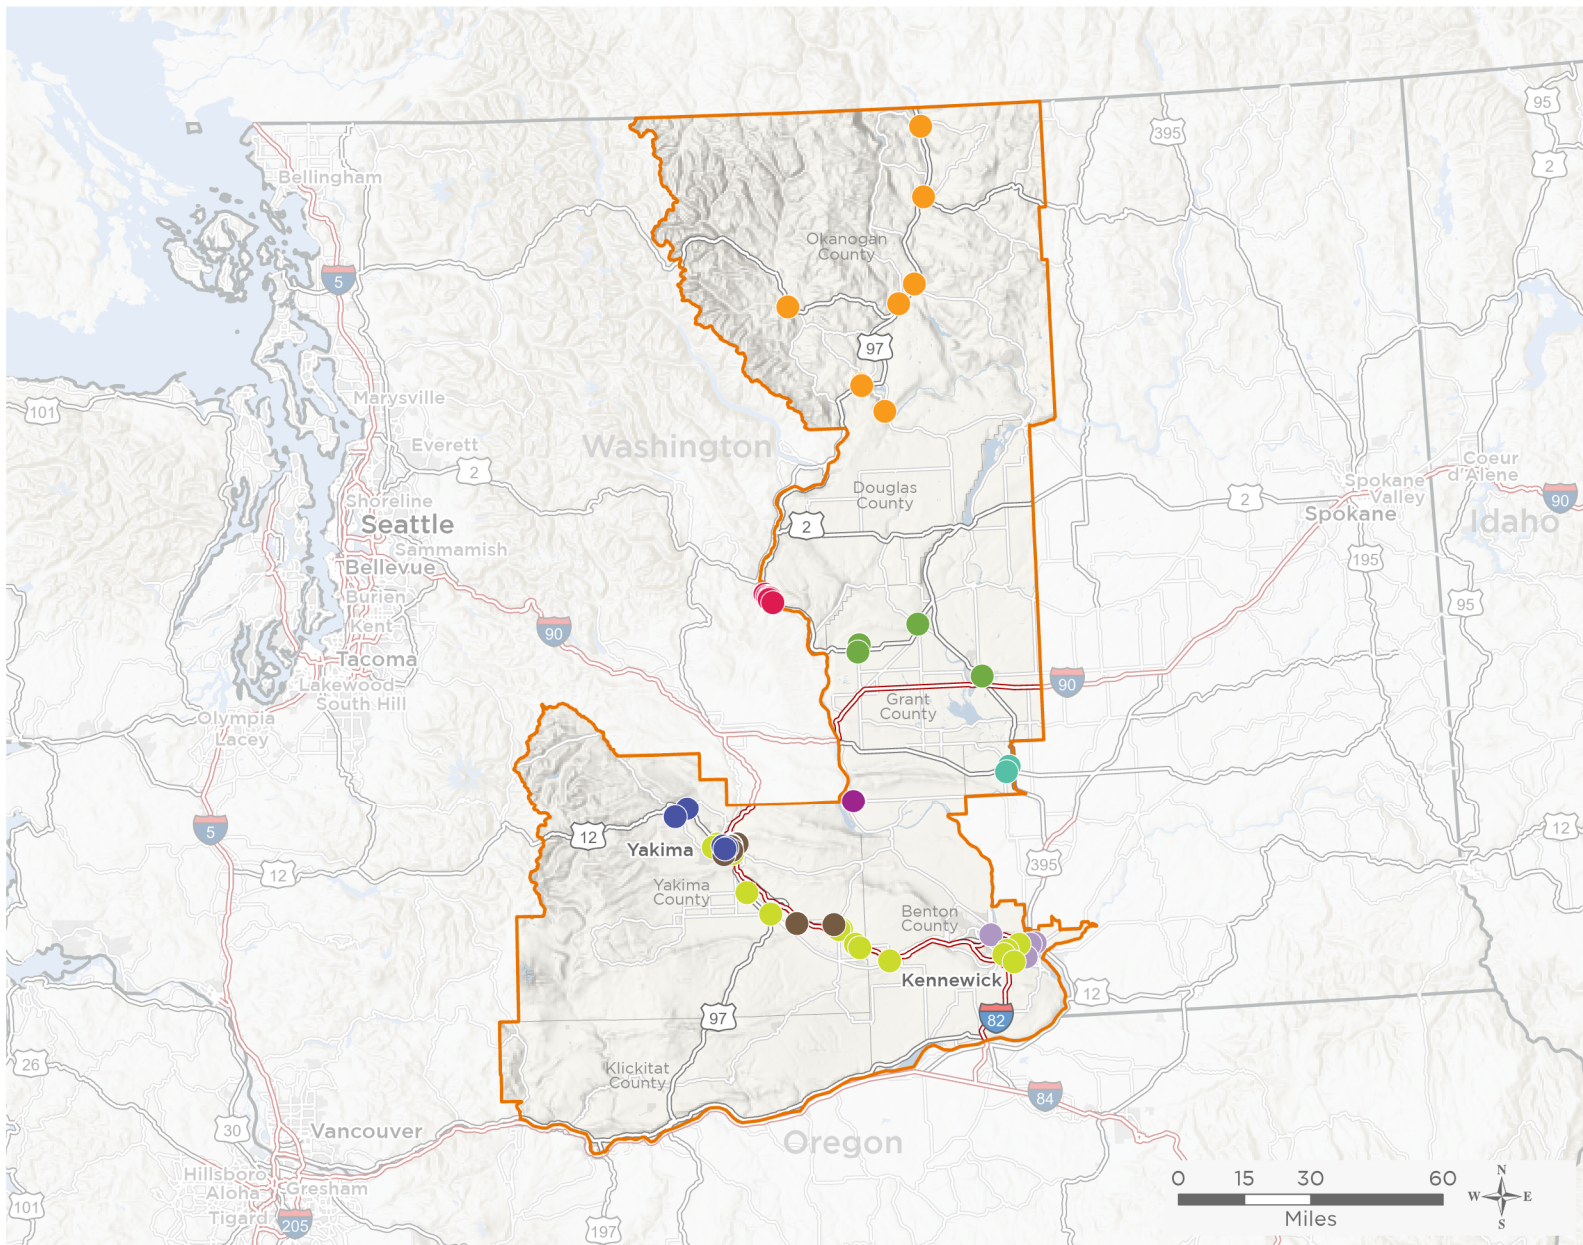 95
395
2
Bellingham
Okanogan
County
5
97
Marysville
101
Everett
Washington
2
Coeur
d'Alene
Spokane
Valley
Douglas
County
2
90
Shoreline
Seattle
Spokane
Idaho
2
Sammamish
Bellevue
195
Burien
Kent
95
90
Tacoma
Lakewood
South Hill
90
Grant
County
Olympia
Lacey
5
12
12
Yakima
12
395
Yakima
County
Benton
County
Kennewick
12
97
82
26
Klickitat
County
84
30
Vancouver
Oregon
Hillsboro
Aloha
Gresham
Tigard
101
205
197
0 15 30 60
Miles
N
W E
S